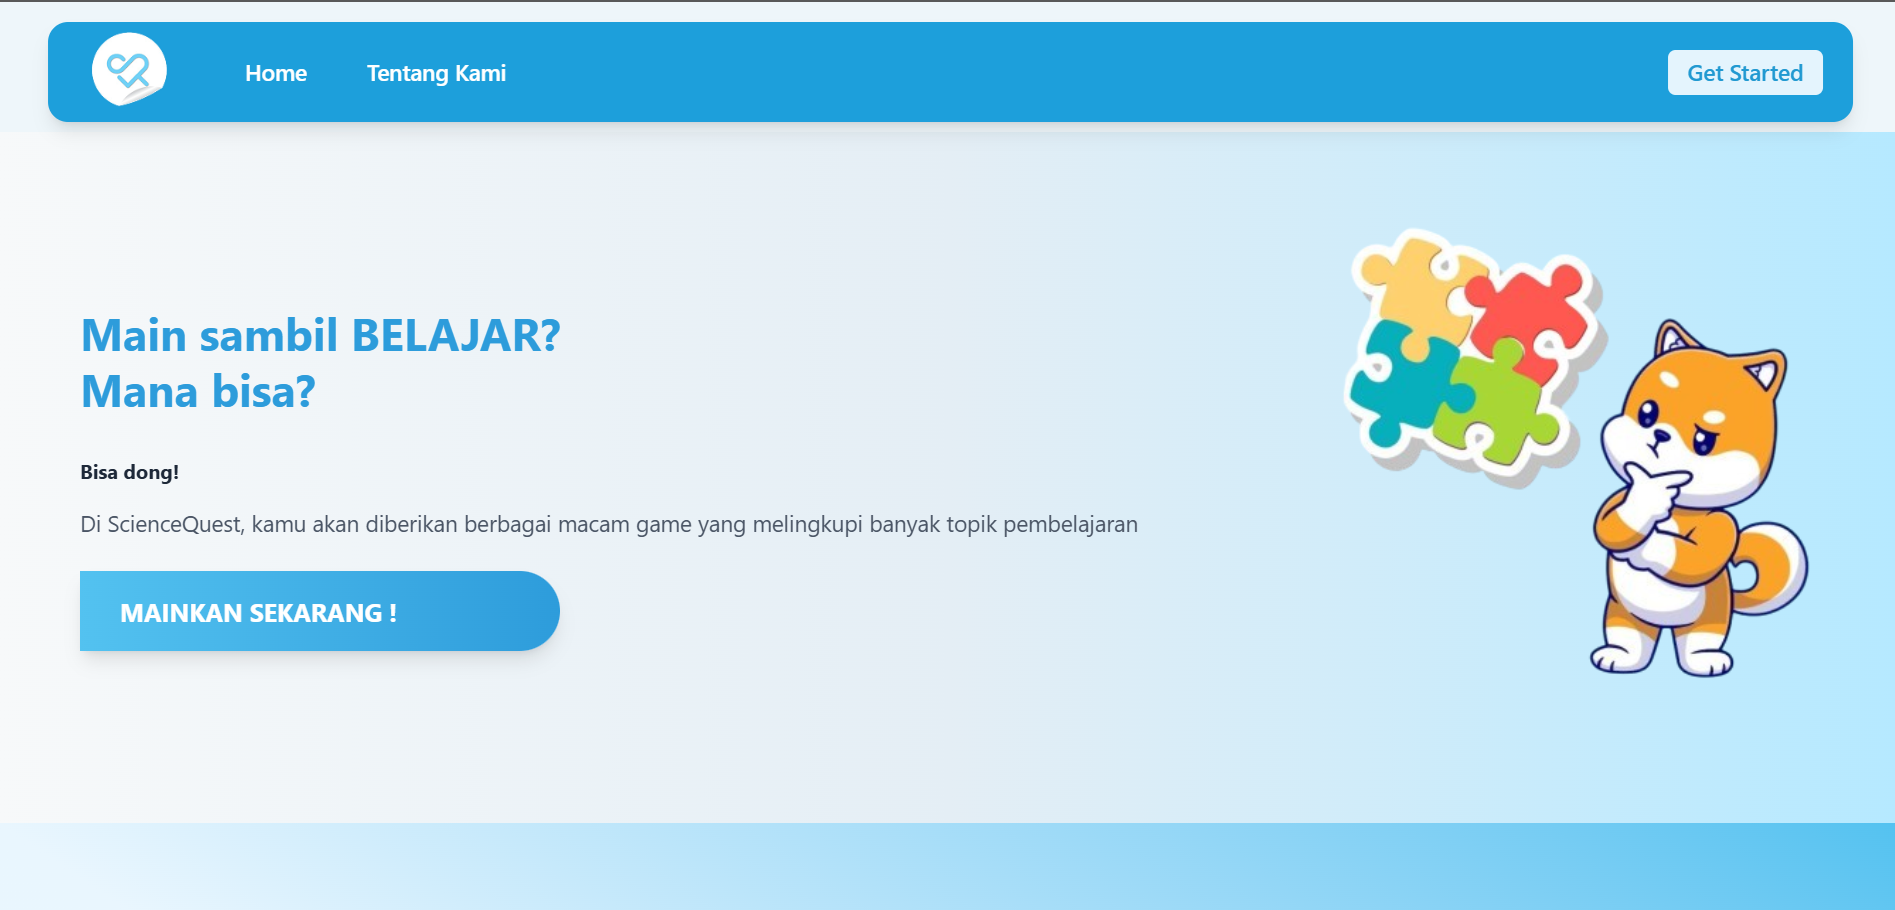 Home
Tentang Kami
Get Started
Main sambil BELAJAR?
Mana bisa?
Bisa dong!
Di ScienceQuest, kamu akan diberikan berbagai macam game yang melingkupi banyak topik pembelajaran
MAINKAN SEKARANG !